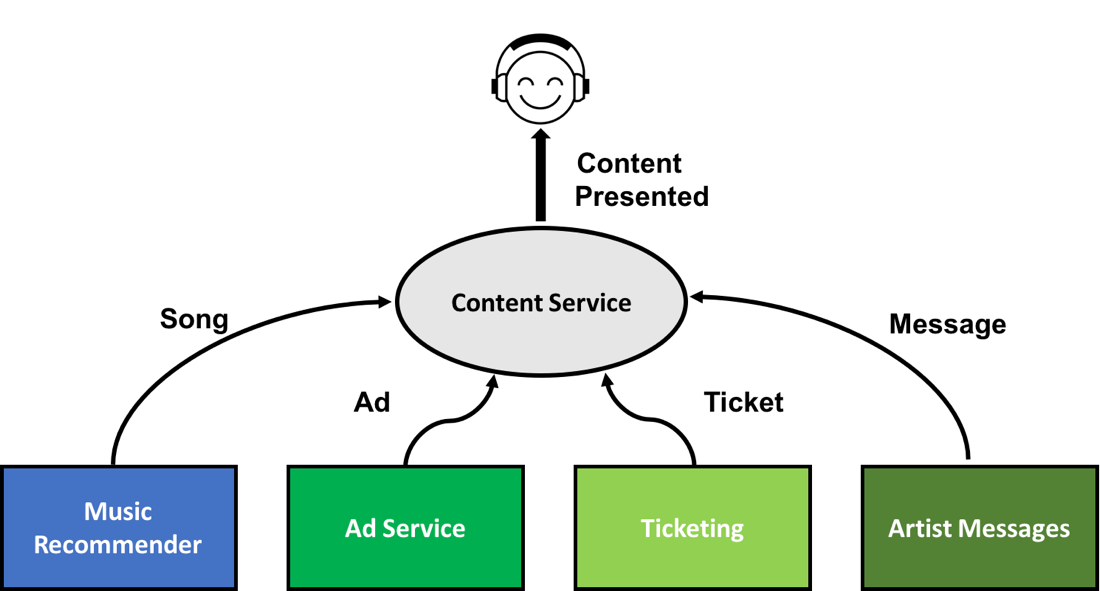 Content
Presented
Content Service
Song
Message
Ad
Ticket
Music
Recommender
Ad Service
Ticketing
Artist Messages